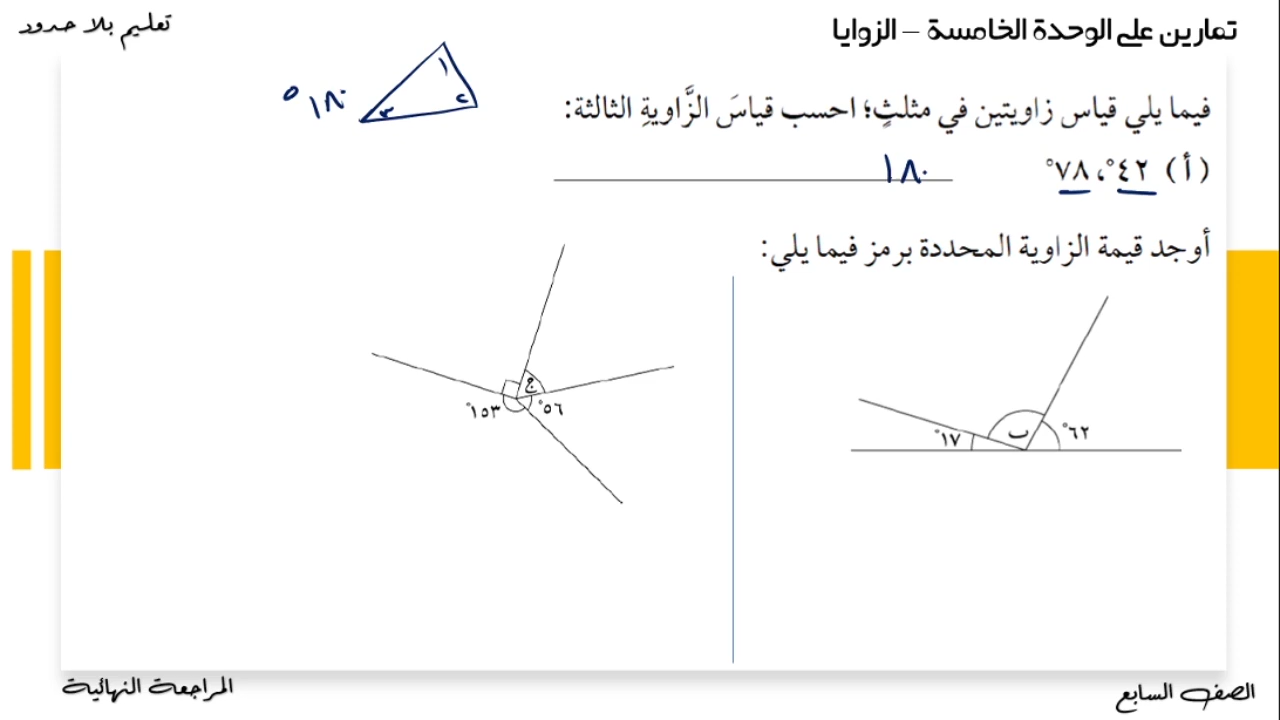 تمارين على الوحدة الخامسة – الزوايا
تعليم بلا حدود
فيما يلي قياس زاويتين في مثلثٍ؛ احسب قياسَ الزَّاويةِ الثالثة:
١
٢
٣
١٨٠°
(أ) ٤٢°، ٧٨° ١٨٠
أوجد قيمة الزاوية المحددة برمز فيما يلي:
٦٢°
ب
١٧°
ج
٥٦°
١٥٣°
الصف السابع
المراجعة النهائية